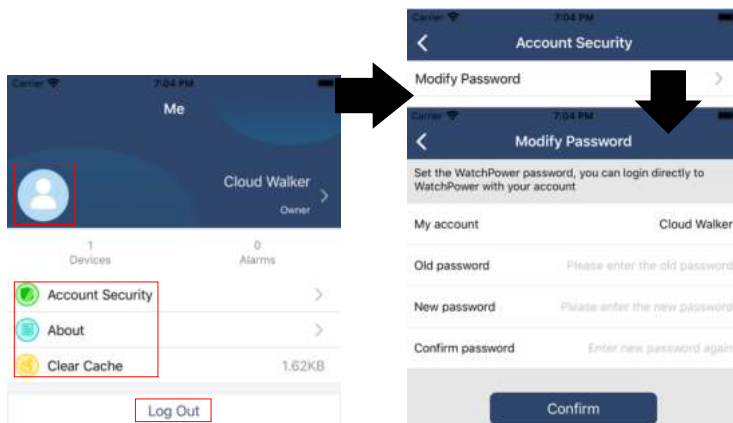 Carrier 7:04 PM
Me
Cloud Walker
Owner
1 0
Devices Alarms
Account Security
About
Clear Cache 1.62KB
Log Out
Carrier 7:04 PM
Account Security
Modify Password
Carrier 7:04 PM
Modify Password
Set the WatchPower password, you can login directly to
WatchPower with your account
My account Cloud Walker
Old password Please enter the old password
New password Please enter the new password
Confirm password Enter new password again
Confirm